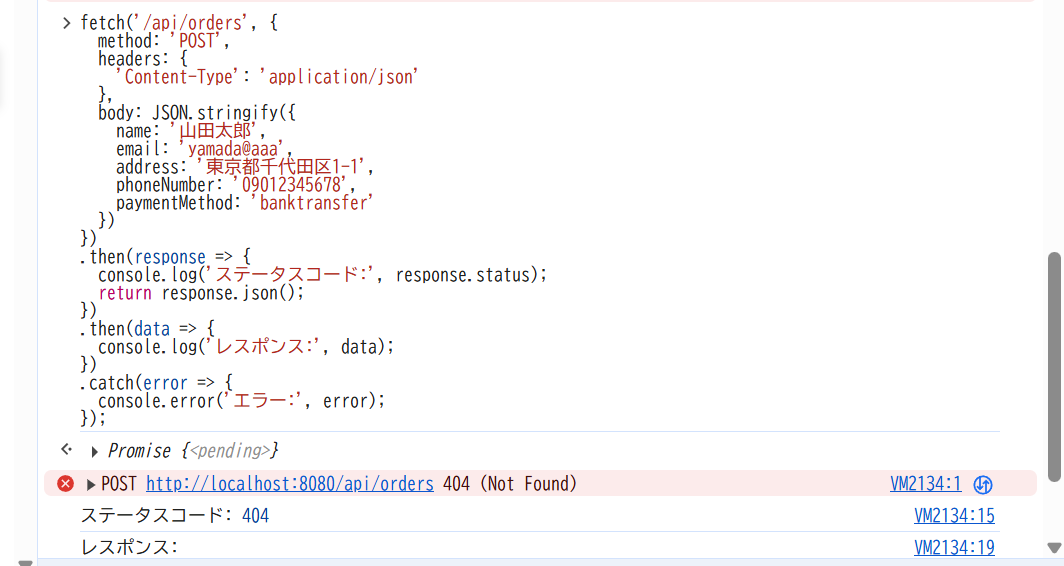 fetch('/api/orders', {
method: 'POST',
headers: {
'Content-Type': 'application/json'
},
body: JSON.stringify({
name: '山田太郎',
email: 'yamada@aaa',
address: '東京都千代田区1-1',
phoneNumber: '09012345678',
paymentMethod: 'banktransfer'
})
})
.then(response => {
console.log('ステータスコード:', response.status);
return response.json();
})
.then(data => {
console.log('レスポンス:', data);
})
.catch(error => {
console.error('エラー:', error);
});
Promise {<pending>}
POST http://localhost:8080/api/orders 404 (Not Found) VM2134:1
ステータスコード: 404 VM2134:15
レスポンス: VM2134:19